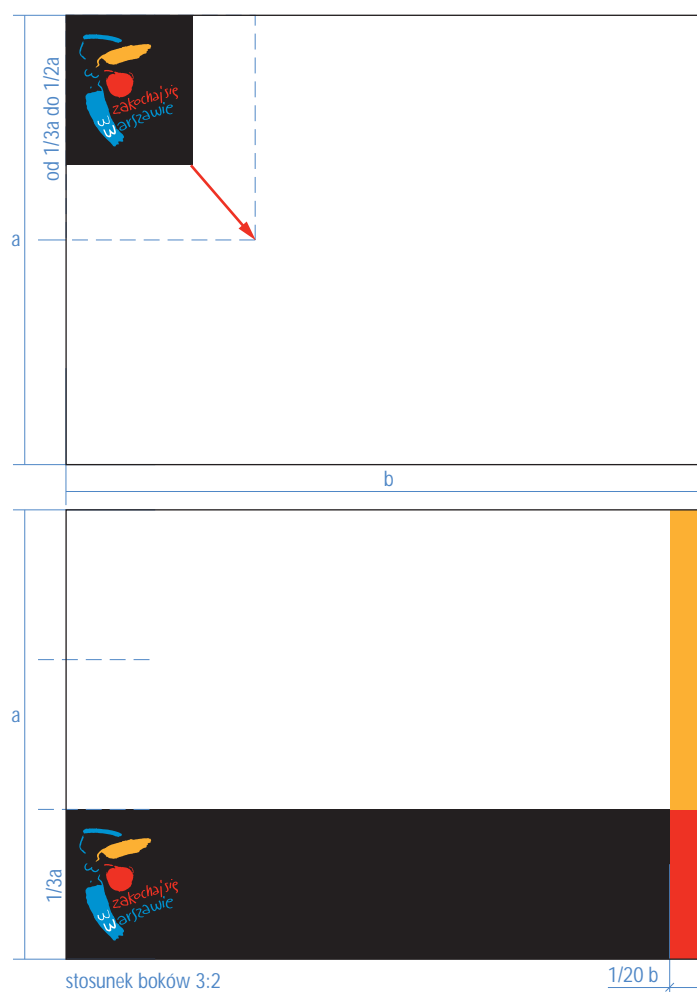 od 1/3a do 1/2a
zakochaj się
w Warszawie
a
b
a
1/3a
zakochaj się
w Warszawie
stosunek boków 3:2
1/20 b